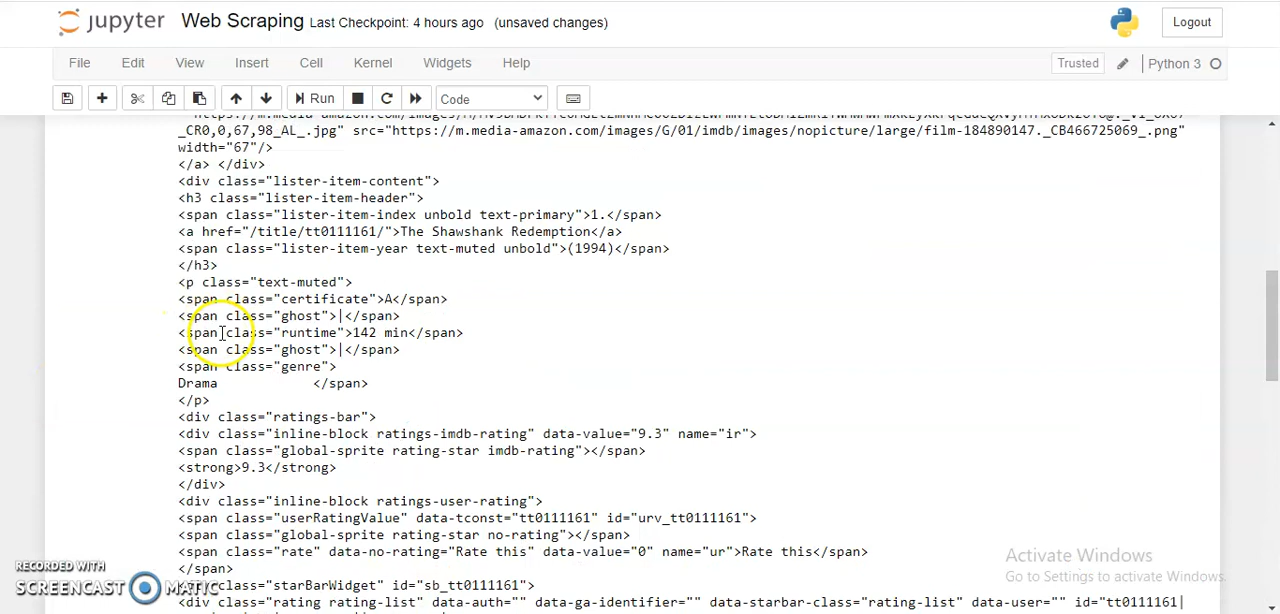 jupyter Web Scraping Last Checkpoint: 4 hours ago (unsaved changes) Logout
File Edit View Insert Cell Kernel Widgets Help Trusted Python 3
Run Code
_CR0,0,67,98_AL_.jpg" src="https://m.media-amazon.com/images/G/01/imdb/images/nopicture/large/film-184890147._CB466725069_.png"
width="67"/>
</a> </div>
<div class="lister-item-content">
<h3 class="lister-item-header">
<span class="lister-item-index unbold text-primary">1.</span>
<a href="/title/tt0111161/">The Shawshank Redemption</a>
<span class="lister-item-year text-muted unbold">(1994)</span>
</h3>
<p class="text-muted">
<span class="certificate">A</span>
<span class="ghost">|</span>
<span class="runtime">142 min</span>
<span class="ghost">|</span>
<span class="genre">
Drama            </span>
</p>
<div class="ratings-bar">
<div class="inline-block ratings-imdb-rating" data-value="9.3" name="ir">
<span class="global-sprite rating-star imdb-rating"></span>
<strong>9.3</strong>
</div>
<div class="inline-block ratings-user-rating">
<span class="userRatingValue" data-tconst="tt0111161" id="urv_tt0111161">
<span class="global-sprite rating-star no-rating"></span>
<span class="rate" data-no-rating="Rate this" data-value="0" name="ur">Rate this</span>
</span>
class="starBarWidget" id="sb_tt0111161">
<div class="rating rating-list" data-auth="" data-ga-identifier="" data-starbar-class="rating-list" data-user="" id="tt0111161|
Activate Windows
Go to Settings to activate Windows.
RECORDED WITH
SCREENCAST MATIC